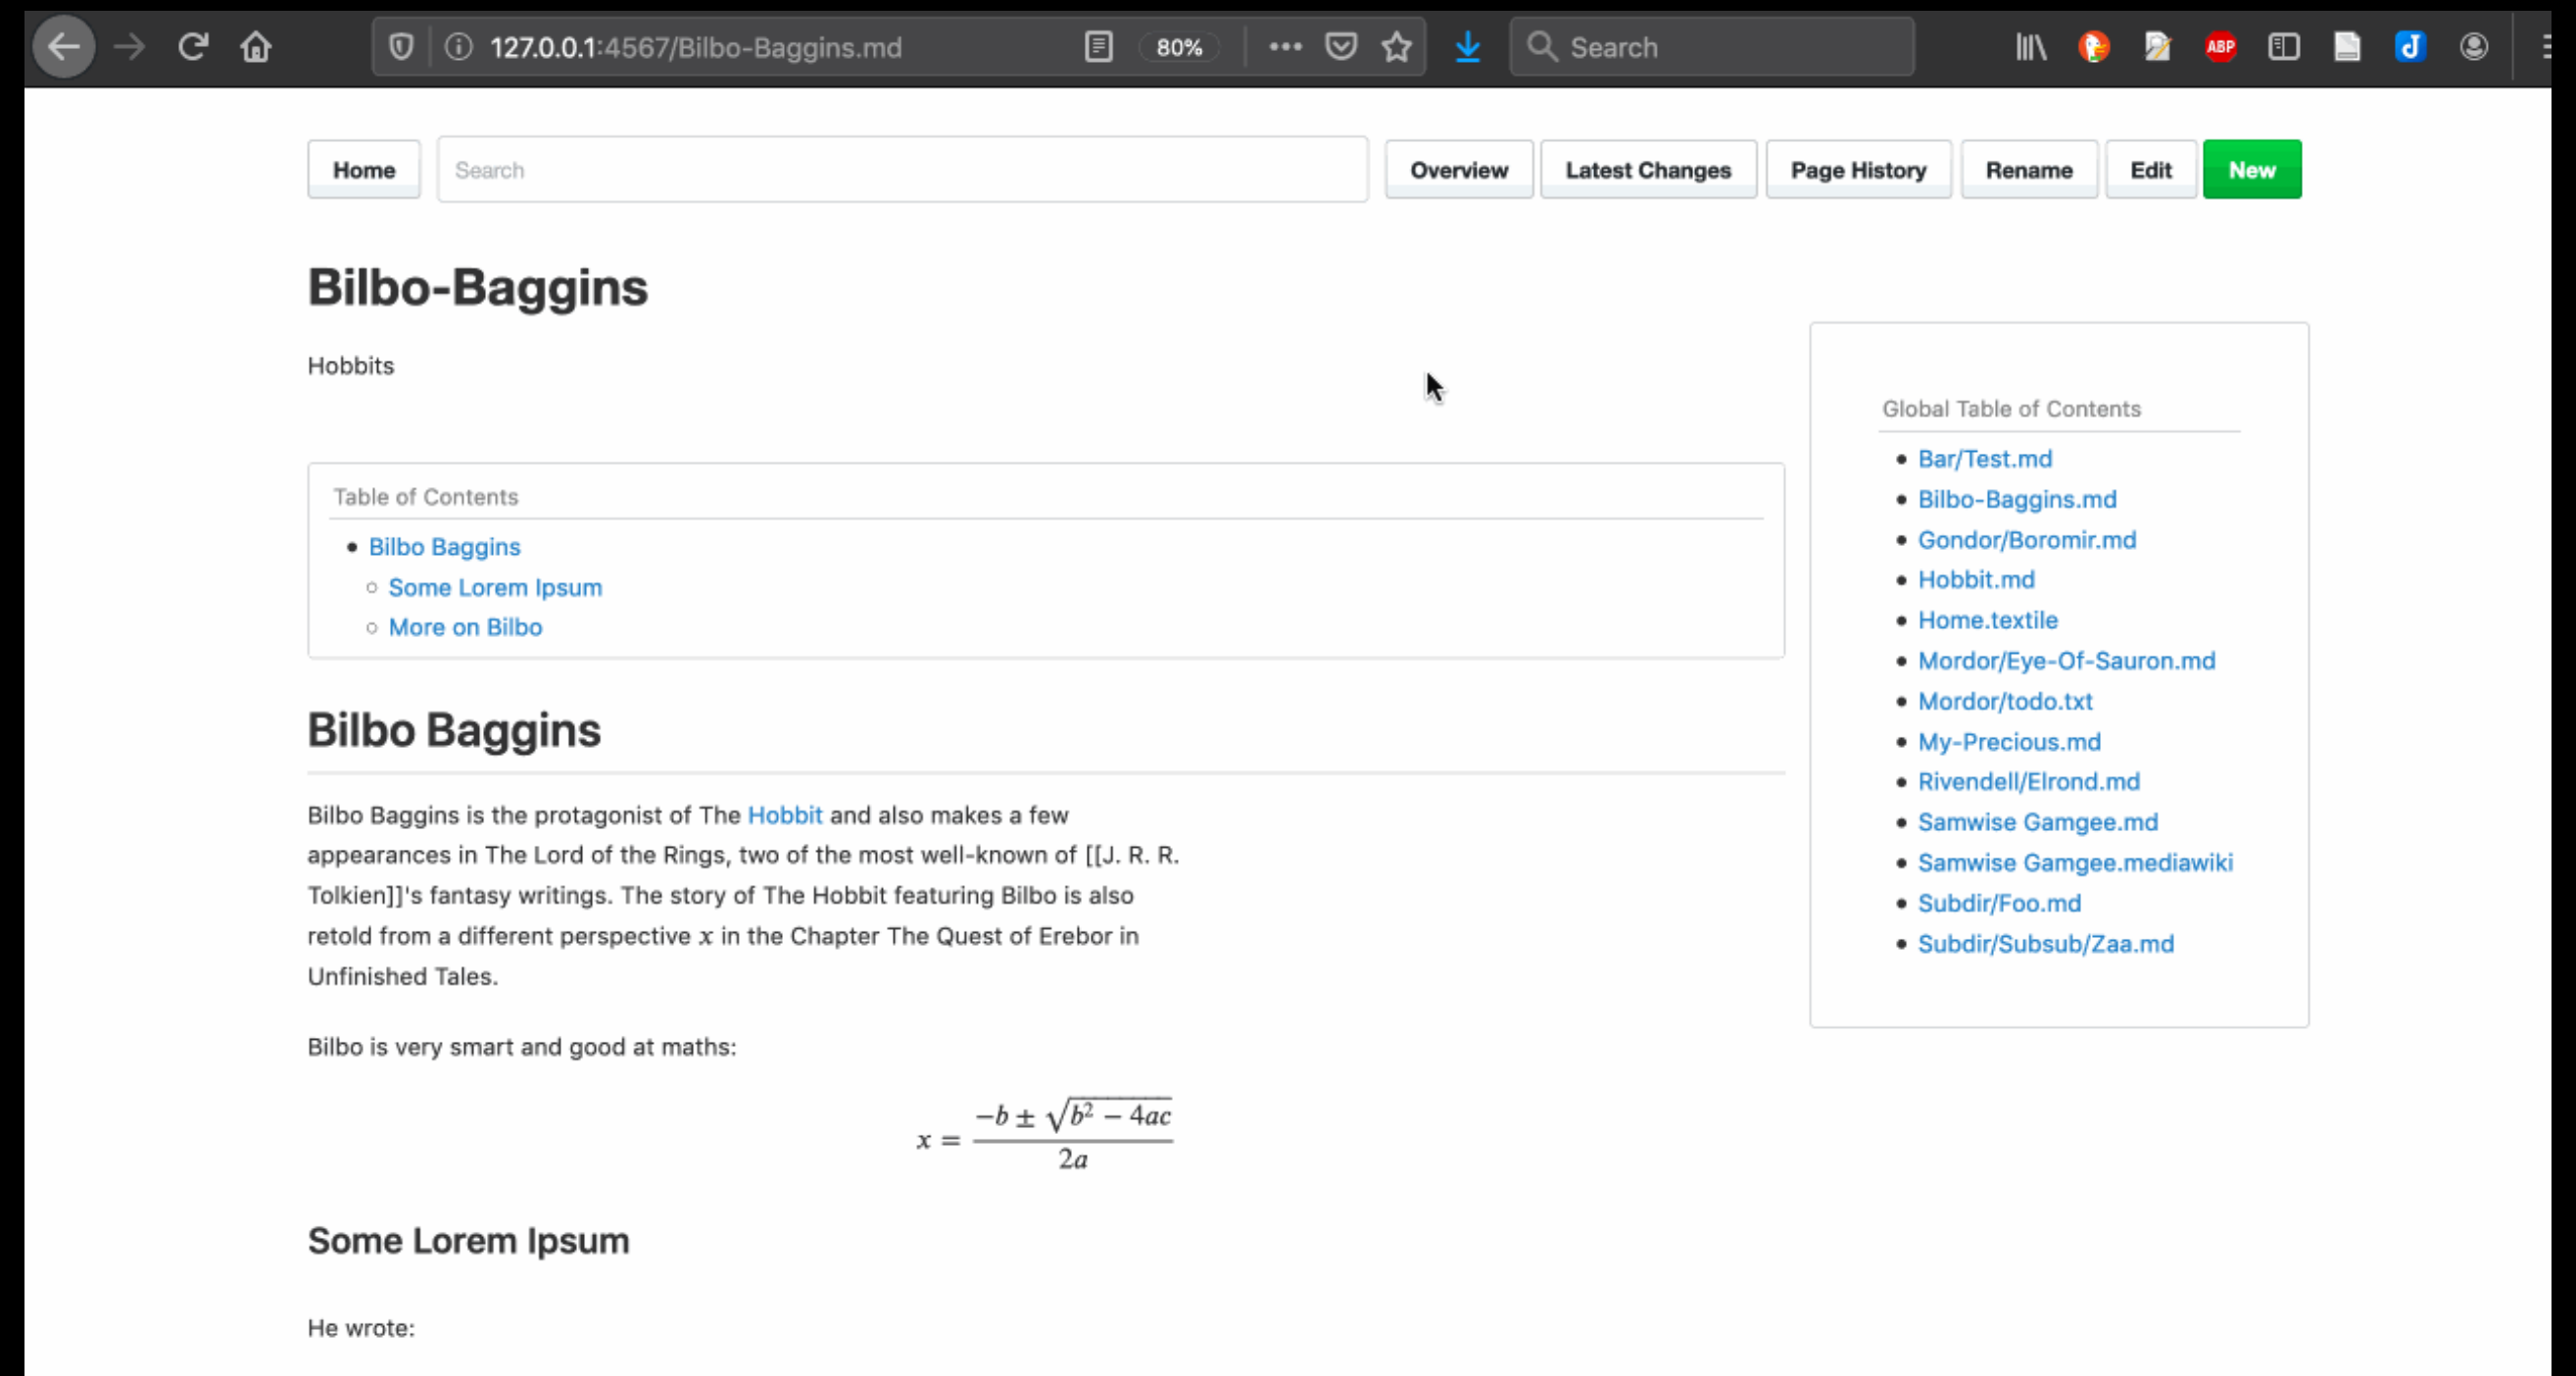 127.0.0.1:4567/Bilbo-Baggins.md 80% Search ABP
Home Search Overview Latest Changes Page History Rename Edit New
Bilbo-Baggins
Hobbits
Table of Contents
Bilbo Baggins
Some Lorem Ipsum
More on Bilbo
Bilbo Baggins
Bilbo Baggins is the protagonist of The Hobbit and also makes a few
appearances in The Lord of the Rings, two of the most well-known of [[J. R. R.
Tolkien]]'s fantasy writings. The story of The Hobbit featuring Bilbo is also
retold from a different perspective x in the Chapter The Quest of Erebor in
Unfinished Tales.
Bilbo is very smart and good at maths:
x = −b ± √b² − 4ac
2a
Some Lorem Ipsum
He wrote:
Global Table of Contents
Bar/Test.md
Bilbo-Baggins.md
Gondor/Boromir.md
Hobbit.md
Home.textile
Mordor/Eye-Of-Sauron.md
Mordor/todo.txt
My-Precious.md
Rivendell/Elrond.md
Samwise Gamgee.md
Samwise Gamgee.mediawiki
Subdir/Foo.md
Subdir/Subsub/Zaa.md